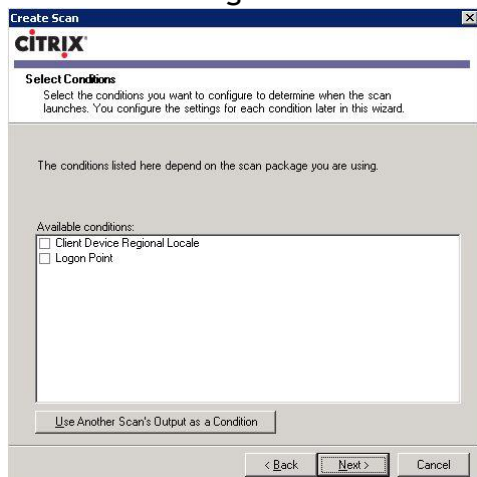 Create Scan
CITRIX
Select Conditions
Select the conditions you want to configure to determine when the scan
launches. You configure the settings for each condition later in this wizard.
The conditions listed here depend on the scan package you are using.
Available conditions:
Client Device Regional Locale
Logon Point
Use Another Scan's Output as a Condition
< Back
Next >
Cancel